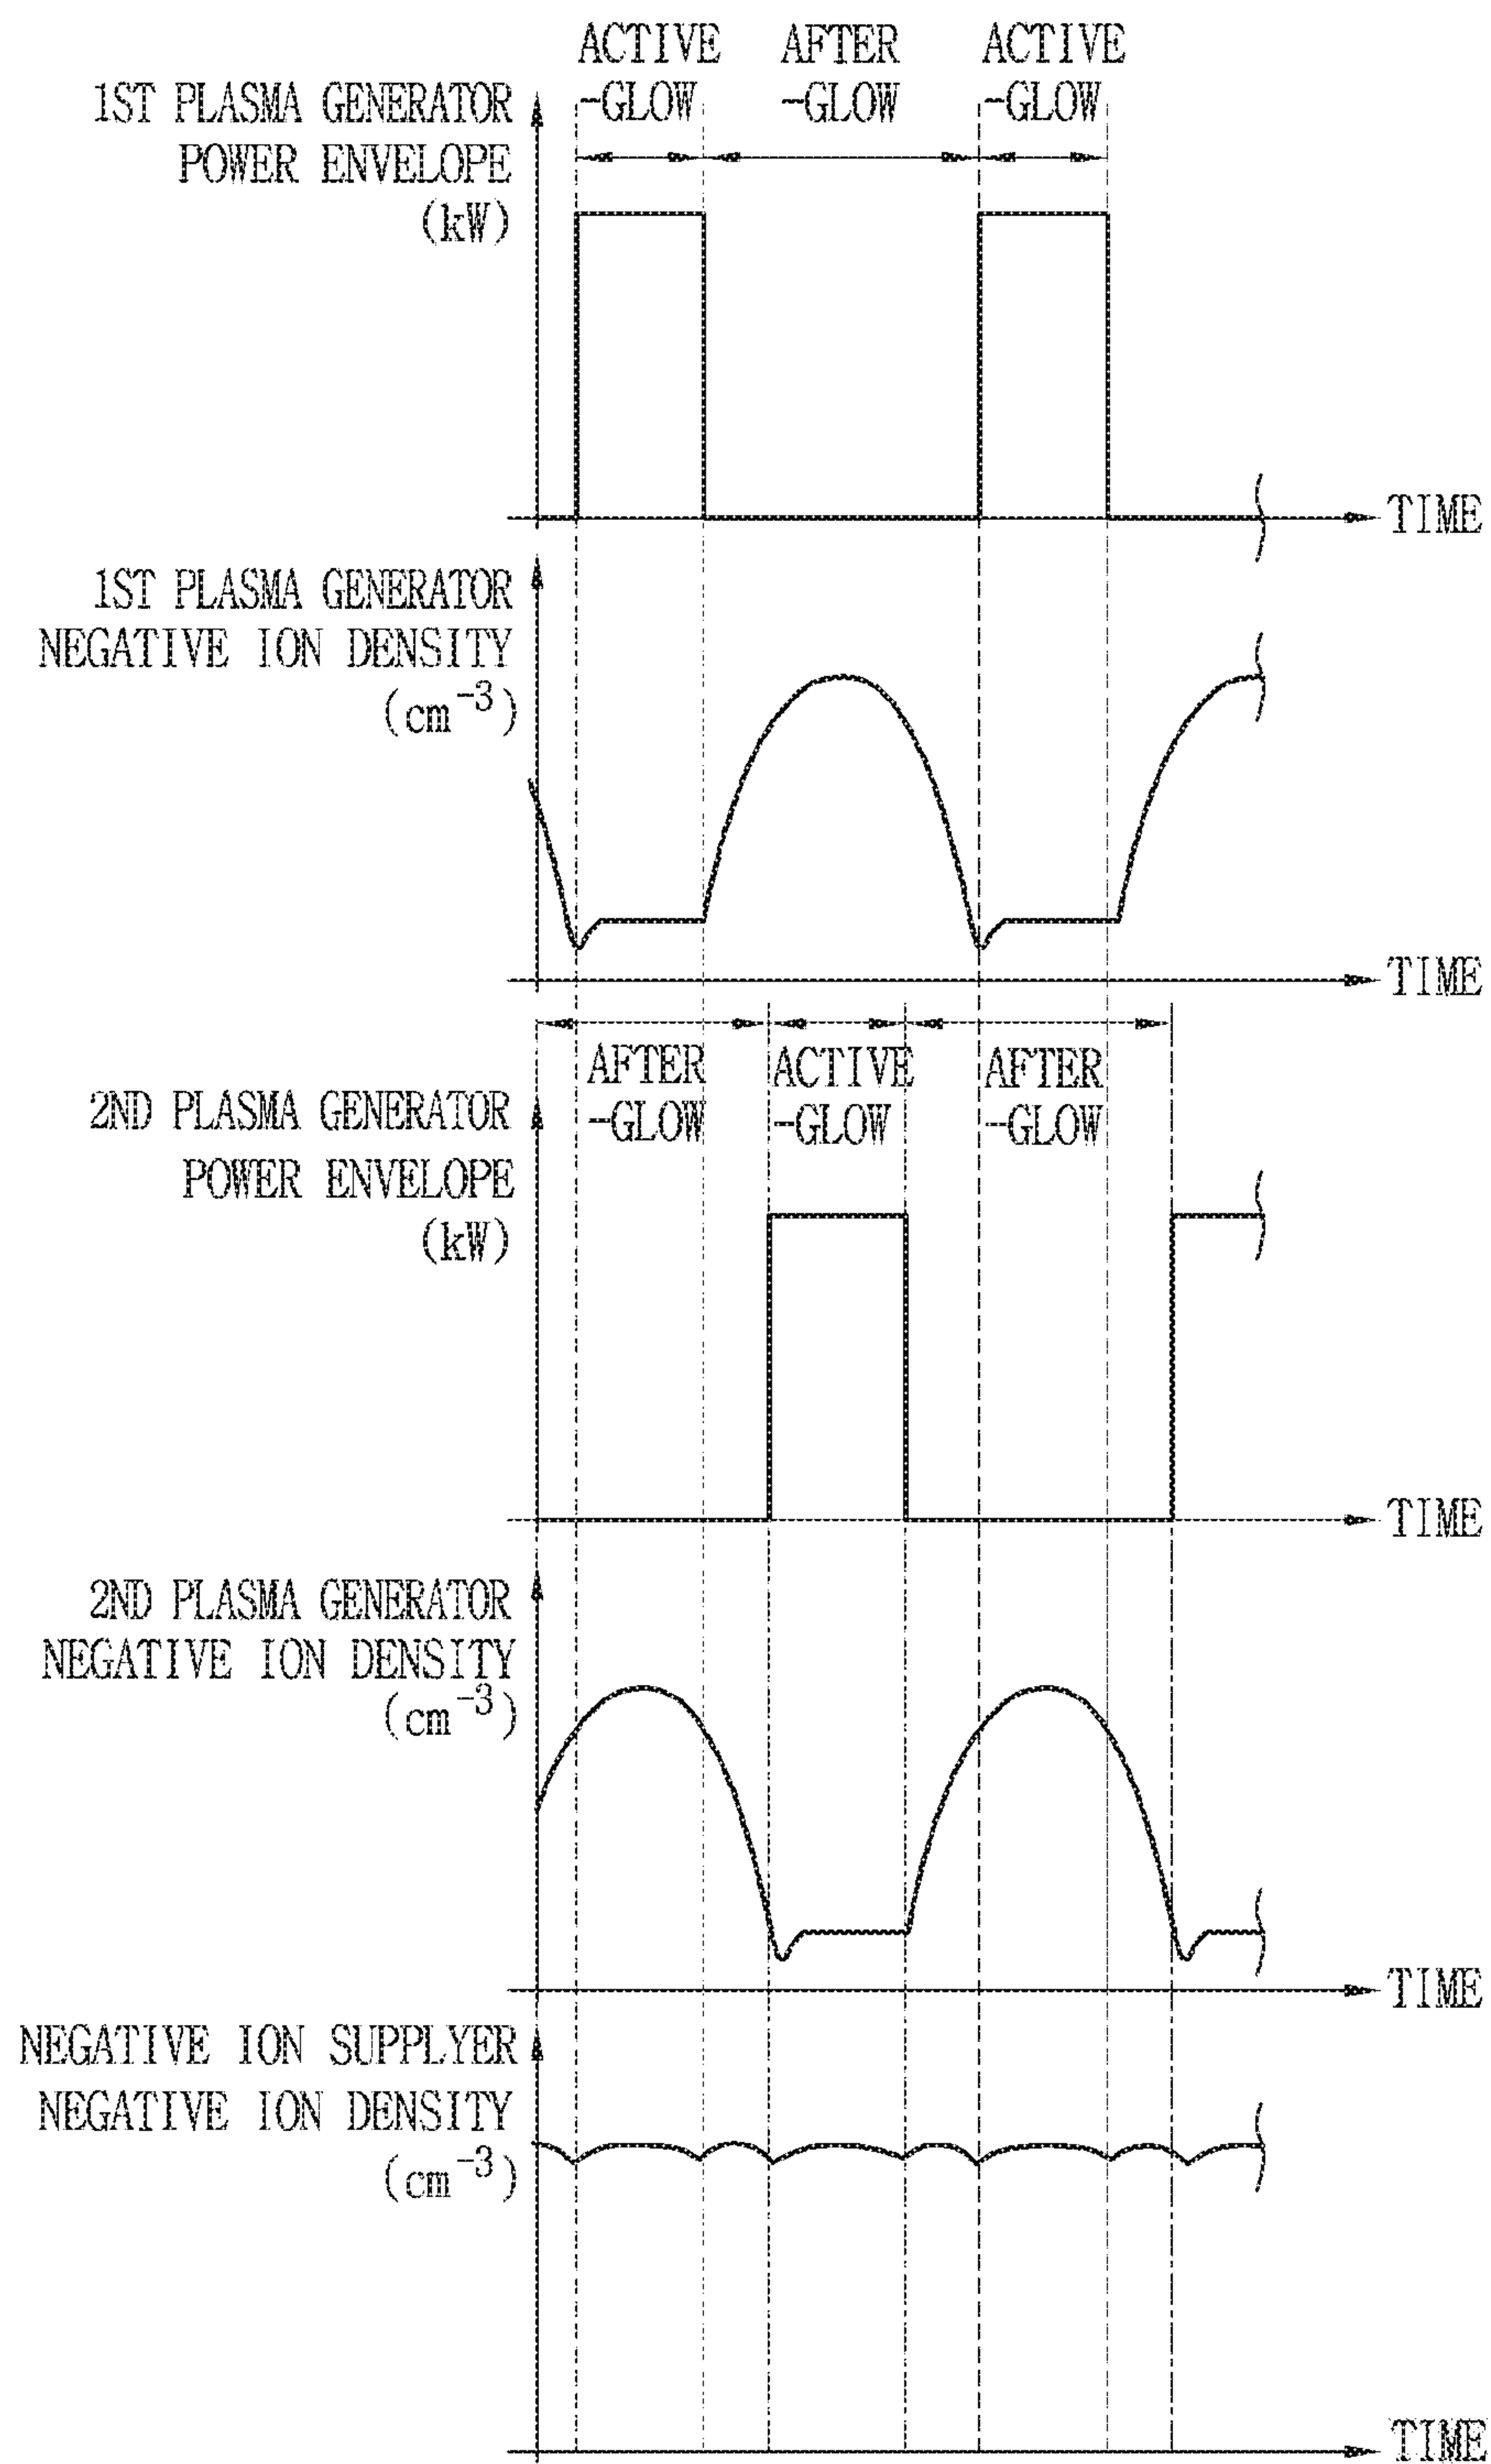 ACTIVE
-GLOW
AFTER
-GLOW
ACTIVE
-GLOW
1ST PLASMA GENERATOR
POWER ENVELOPE
(kW)
TIME
1ST PLASMA GENERATOR
NEGATIVE ION DENSITY
(cm⁻³)
TIME
AFTER
-GLOW
ACTIVE
-GLOW
AFTER
-GLOW
2ND PLASMA GENERATOR
POWER ENVELOPE
(kW)
TIME
2ND PLASMA GENERATOR
NEGATIVE ION DENSITY
(cm⁻³)
TIME
NEGATIVE ION SUPPLYER
NEGATIVE ION DENSITY
(cm⁻³)
TIME